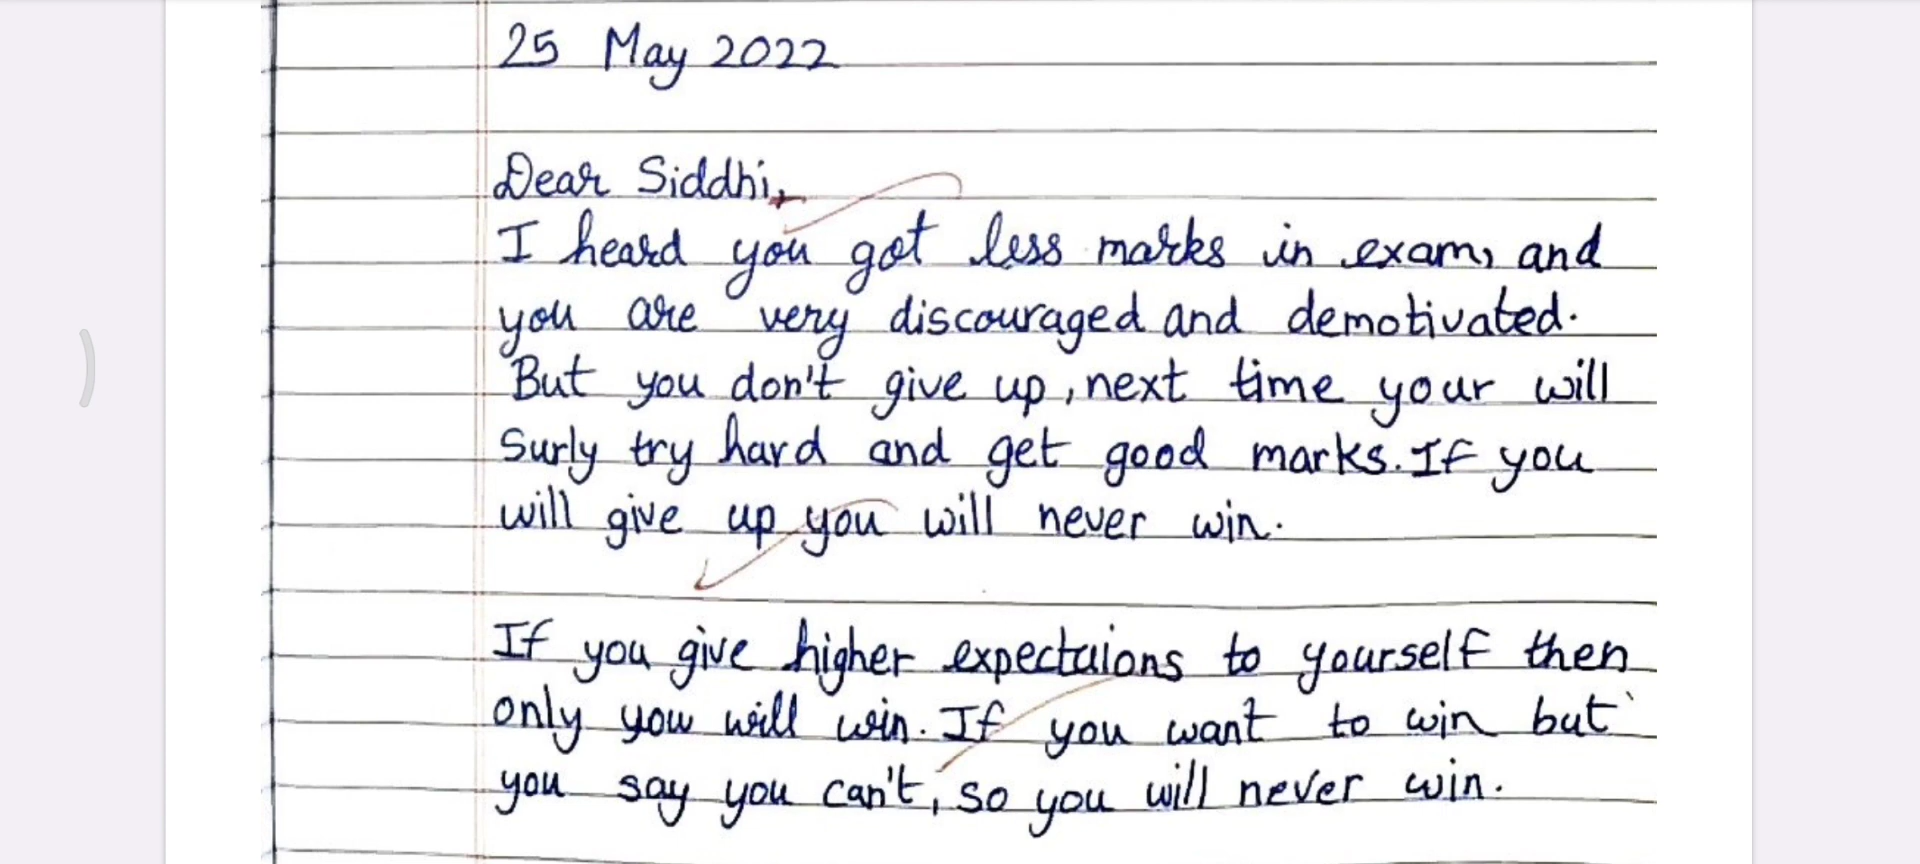 25 May 2022
Dear Siddhi,
I heard you got less marks in exam, and
you are very discouraged and demotivated.
But you don't give up, next time your will
Surly try hard and get good marks. If you
will give up you will never win.
If you give higher expectaions to yourself then
only you will win. If you want to win but
you say you can't, so you will never win.